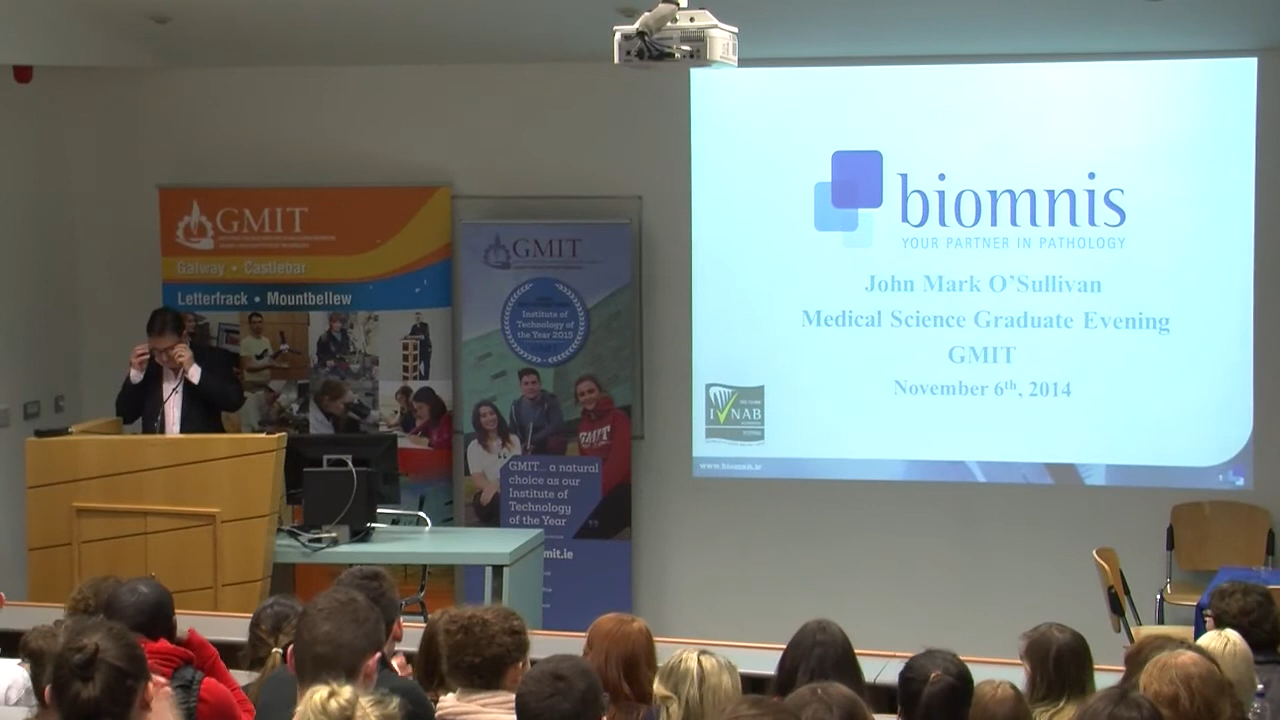 GMIT
Galway • Castlebar
Letterfrack • Mountbellew
GMIT
Institute of
Technology of
the Year 2015
GMIT
GMIT... a natural
choice as our
Institute of
Technology
of the Year
mit.ie
biomnis
YOUR PARTNER IN PATHOLOGY
John Mark O'Sullivan
Medical Science Graduate Evening
GMIT
November 6th, 2014
NAB
www.biomnis.ie